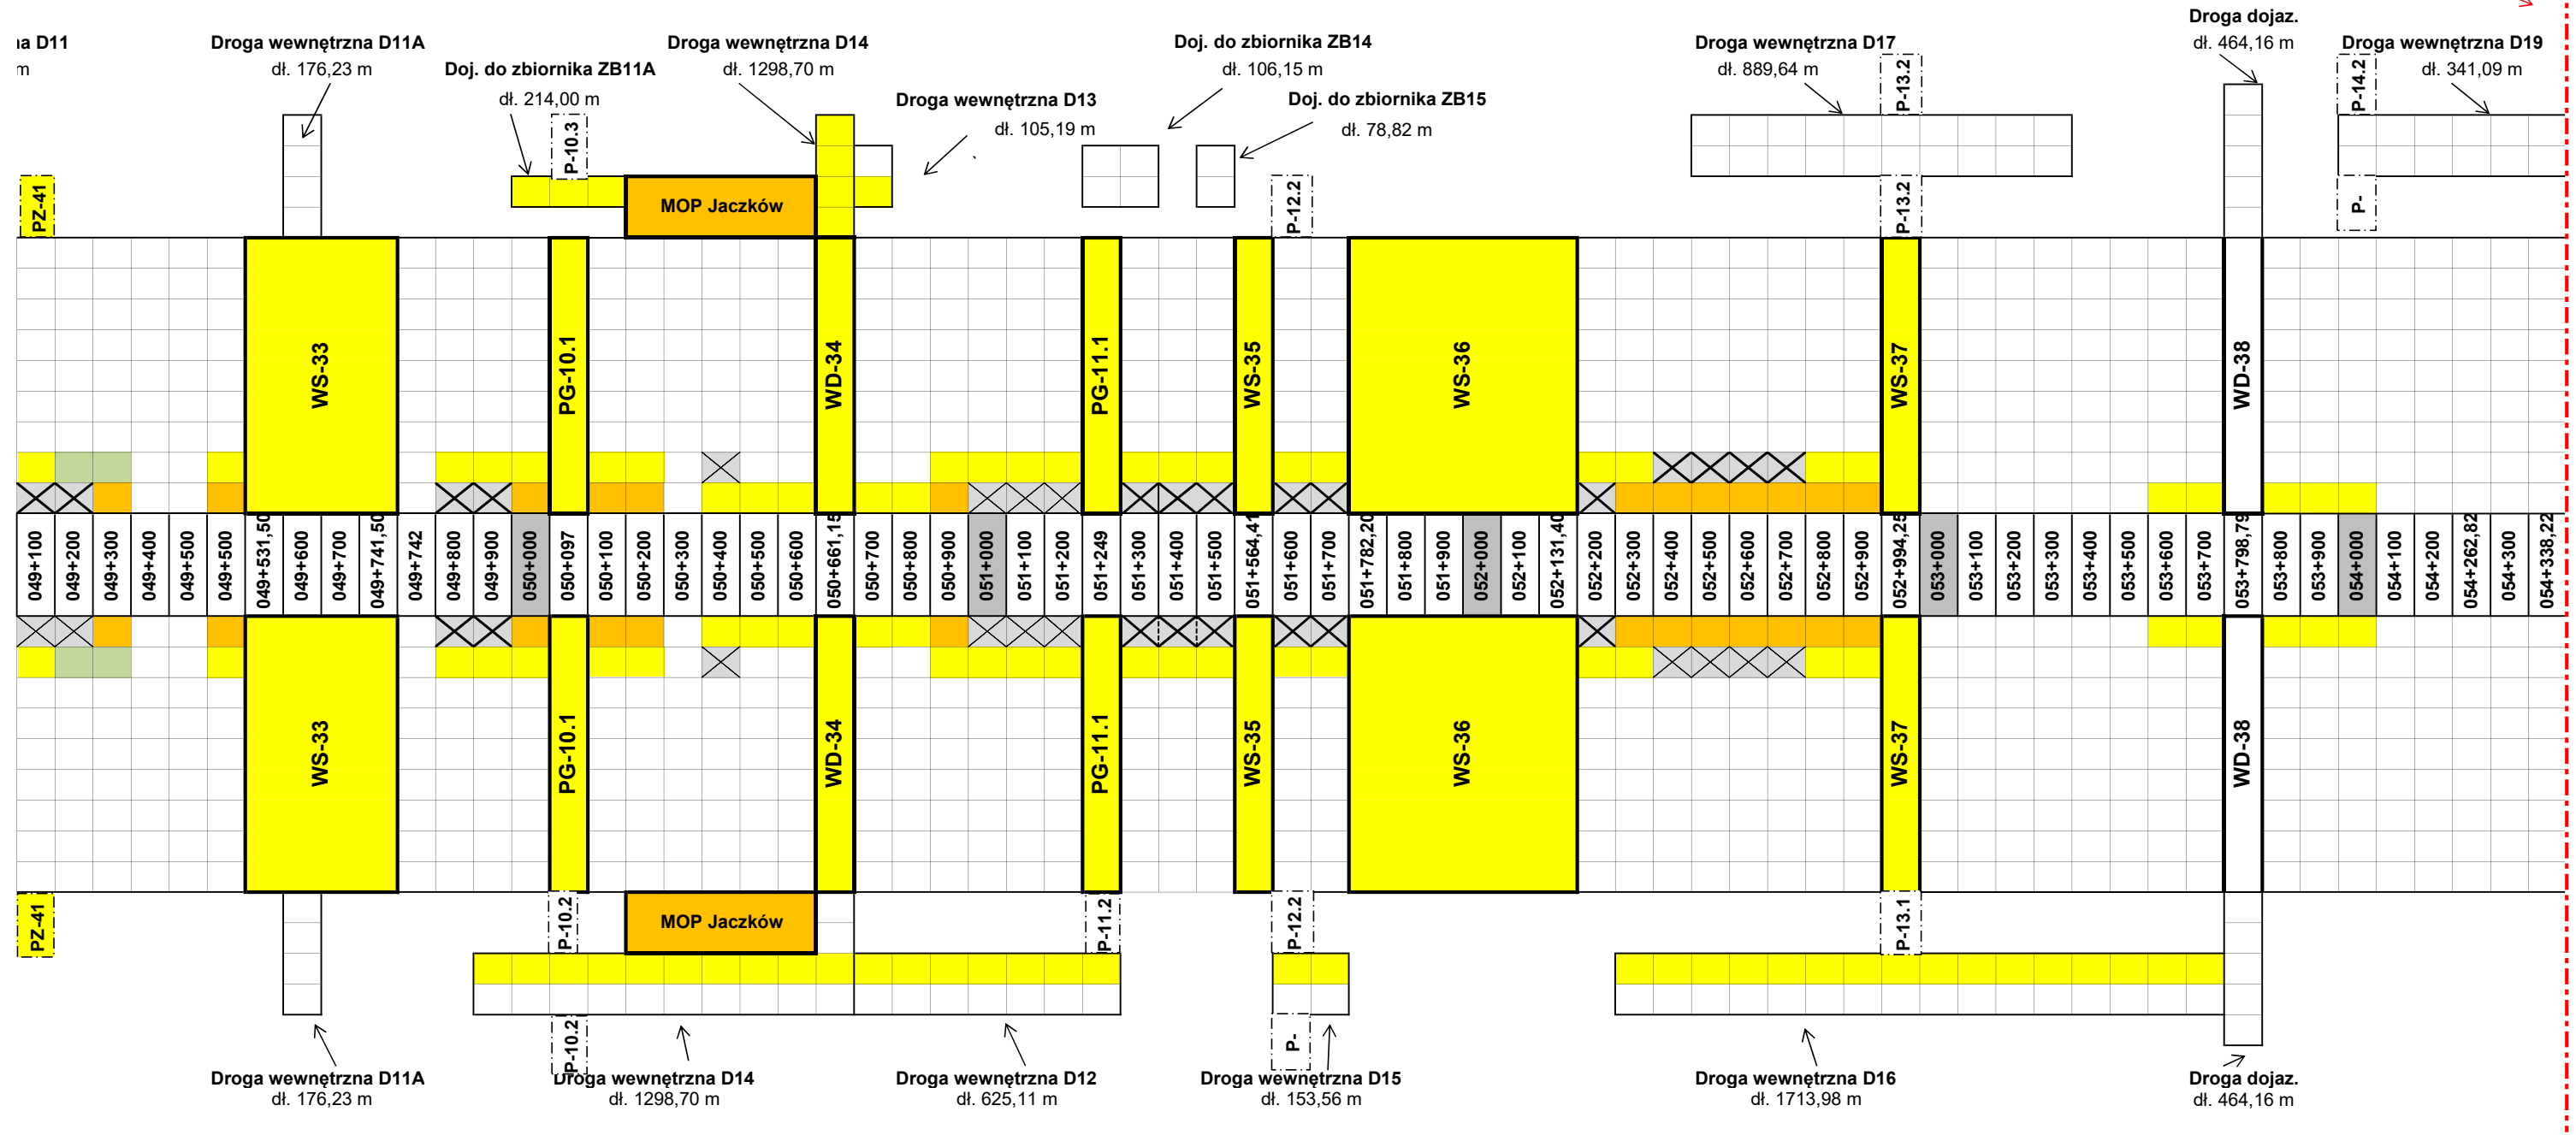 Droga dojaz.
a D11
Droga wewnętrzna D11A
Droga wewnętrzna D14
Doj. do zbiornika ZB14
Droga wewnętrzna D17
dł. 464,16 m
Droga wewnętrzna D19
m
dł. 176,23 m
Doj. do zbiornika ZB11A
dł. 1298,70 m
dł. 106,15 m
dł. 889,64 m
dł. 341,09 m
dł. 214,00 m
Droga wewnętrzna D13
Doj. do zbiornika ZB15
dł. 105,19 m
dł. 78,82 m
P-13.2
P-14.2
P-10.3
PZ-41
MOP Jaczków
P-12.2
P-13.2
P-
WS-33
PG-10.1
WD-34
PG-11.1
WS-35
WS-36
WS-37
WD-38
049+100
049+200
049+300
049+400
049+500
049+500
049+531,50
049+600
049+700
049+741,50
049+742
049+800
049+900
050+000
050+097
050+100
050+200
050+300
050+400
050+500
050+600
050+661,15
050+700
050+800
050+900
051+000
051+100
051+200
051+249
051+300
051+400
051+500
051+564,41
051+600
051+700
051+782,20
051+800
051+900
052+000
052+100
052+131,40
052+200
052+300
052+400
052+500
052+600
052+700
052+800
052+900
052+994,25
053+000
053+100
053+200
053+300
053+400
053+500
053+600
053+700
053+798,79
053+800
053+900
054+000
054+100
054+200
054+262,82
054+300
054+338,22
WS-33
PG-10.1
WD-34
PG-11.1
WS-35
WS-36
WS-37
WD-38
PZ-41
P-10.2
MOP Jaczków
P-11.2
P-12.2
P-13.1
P-10.2
P-
Droga wewnętrzna D11A
dł. 176,23 m
Droga wewnętrzna D14
dł. 1298,70 m
Droga wewnętrzna D12
dł. 625,11 m
Droga wewnętrzna D15
dł. 153,56 m
Droga wewnętrzna D16
dł. 1713,98 m
Droga dojaz.
dł. 464,16 m